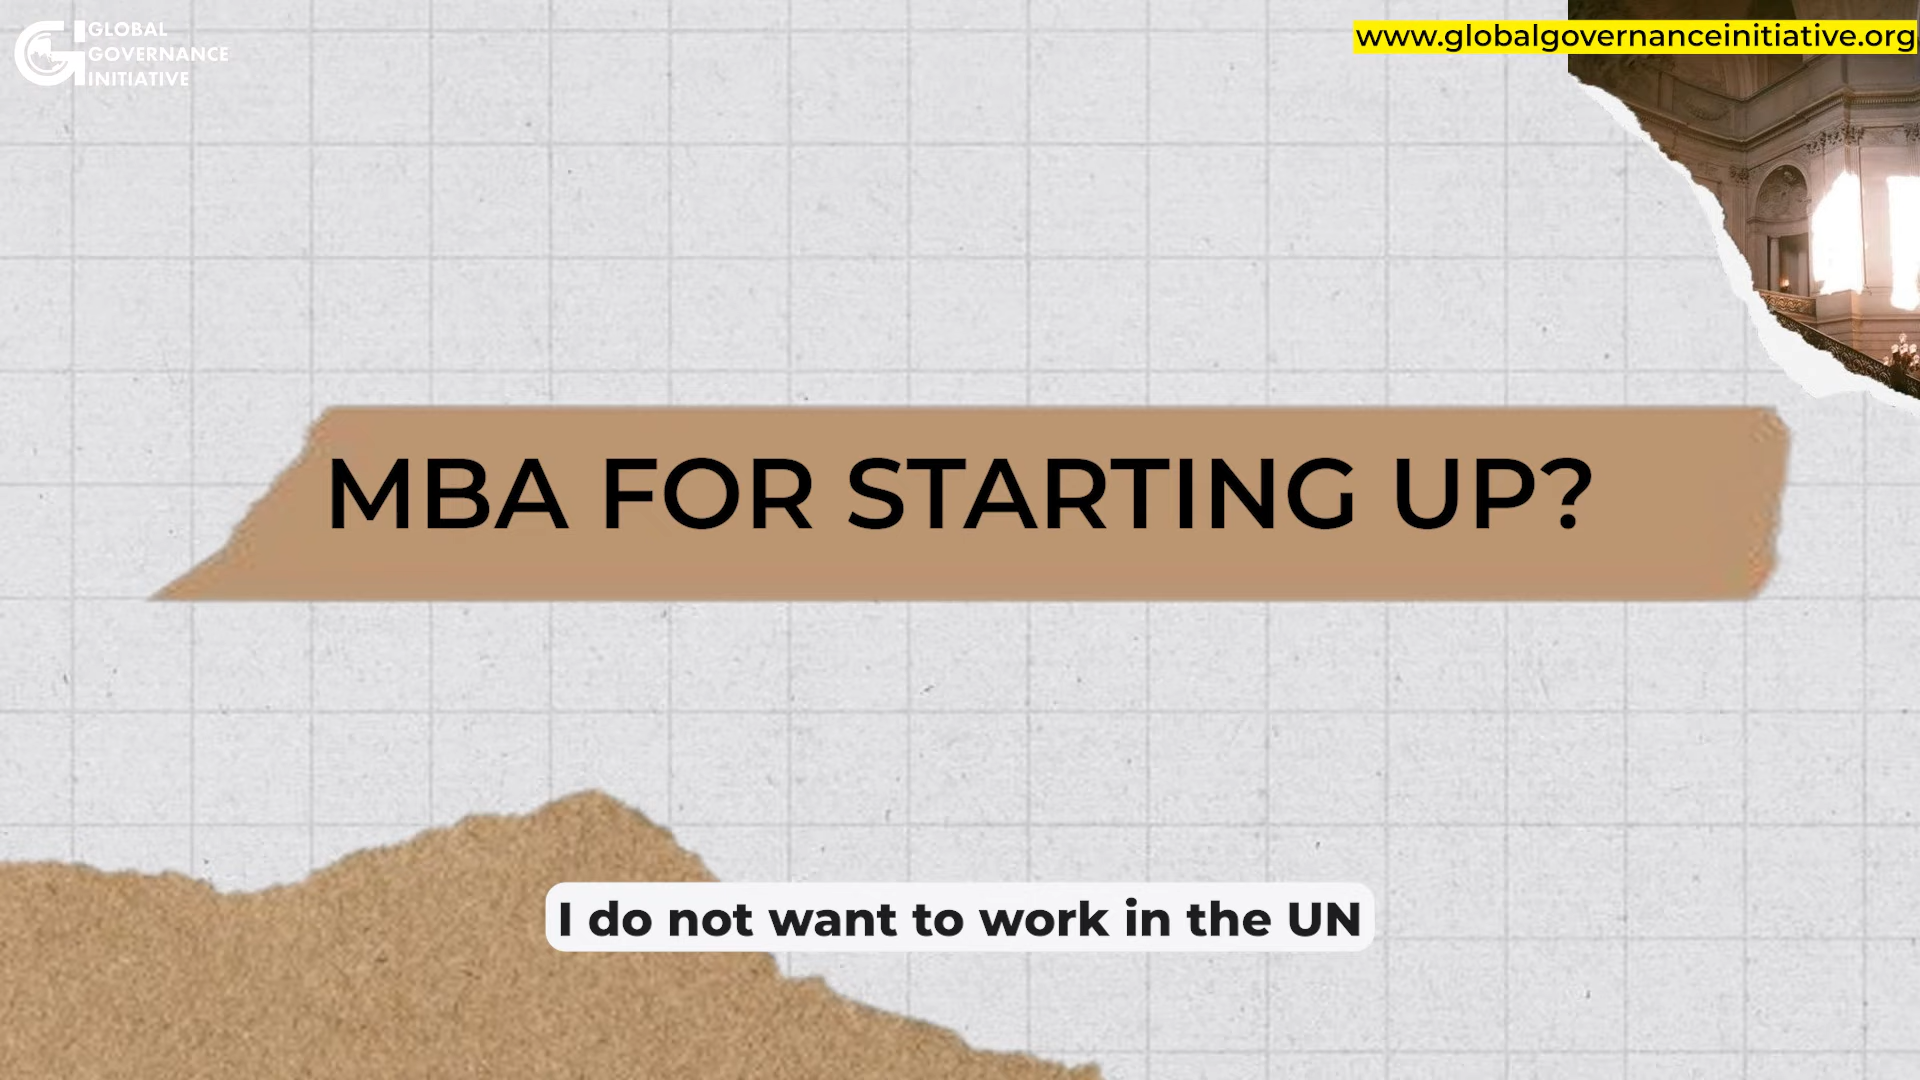 GLOBAL
GOVERNANCE
INITIATIVE
www.globalgovernanceinitiative.org
MBA FOR STARTING UP?
I do not want to work in the UN